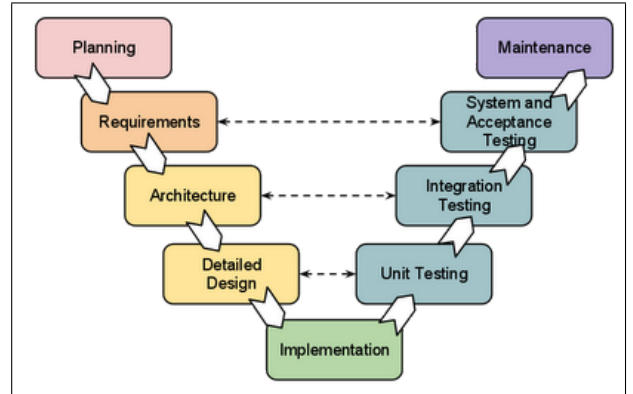 Planning
Maintenance
Requirements
System and
Acceptance
Testing
Architecture
Integration
Testing
Detailed
Design
Unit Testing
Implementation